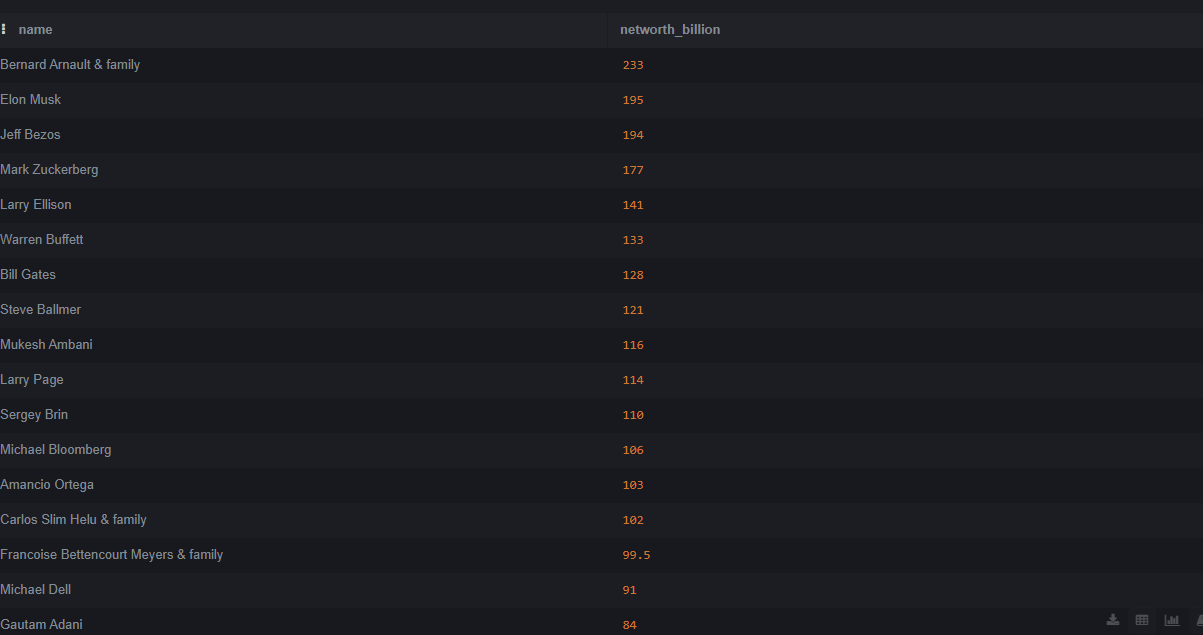 name networth_billion
Bernard Arnault & family 233
Elon Musk 195
Jeff Bezos 194
Mark Zuckerberg 177
Larry Ellison 141
Warren Buffett 133
Bill Gates 128
Steve Ballmer 121
Mukesh Ambani 116
Larry Page 114
Sergey Brin 110
Michael Bloomberg 106
Amancio Ortega 103
Carlos Slim Helu & family 102
Francoise Bettencourt Meyers & family 99.5
Michael Dell 91
Gautam Adani 84